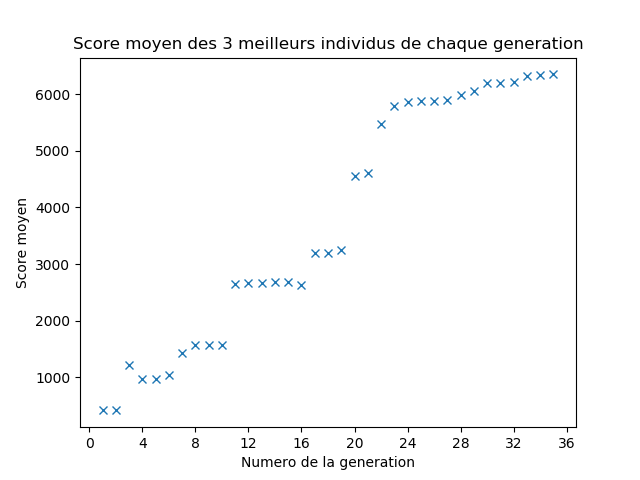 Score moyen des 3 meilleurs individus de chaque generation
Score moyen
6000
5000
4000
3000
2000
1000
0 4 8 12 16 20 24 28 32 36
Numero de la generation